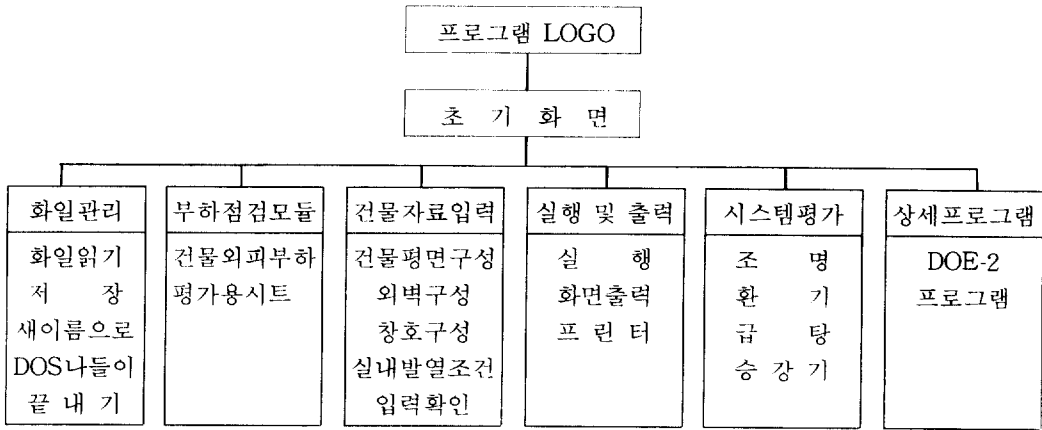 프로그램 LOGO
초 기 화 면
화일관리
화일읽기
저 장
새이름으로
DOS나들이
끝 내 기
부하점검모듈
건물외피부하
평가용시트
건물자료입력
건물평면구성
외벽구성
창호구성
실내발열조건
입력확인
실행 및 출력
실 행
화면출력
프 린 터
시스템평가
조 명
환 기
급 탕
승 강 기
상세프로그램
DOE-2
프로그램